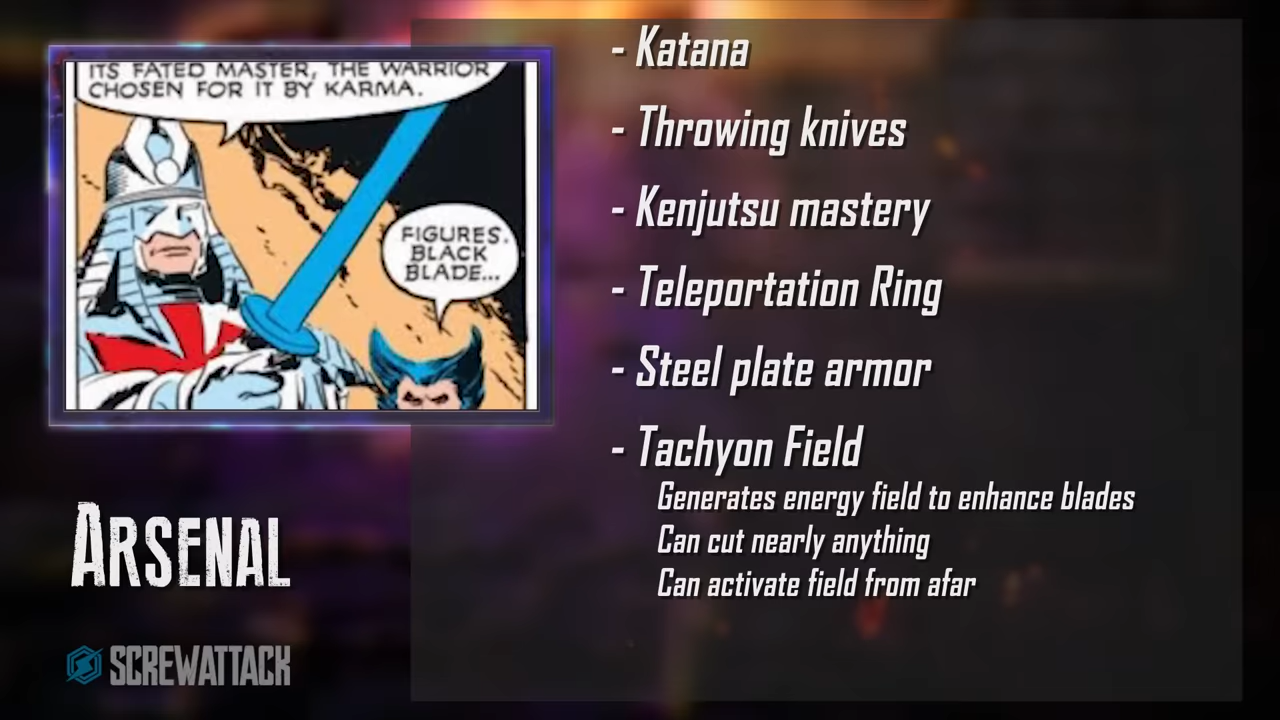 ITS FATED MASTER, THE WARRIOR
CHOSEN FOR IT BY KARMA.
FIGURES.
BLACK
BLADE...
ARSENAL
SCREWATTACK
- Katana
- Throwing knives
- Kenjutsu mastery
- Teleportation Ring
- Steel plate armor
- Tachyon Field
Generates energy field to enhance blades
Can cut nearly anything
Can activate field from afar